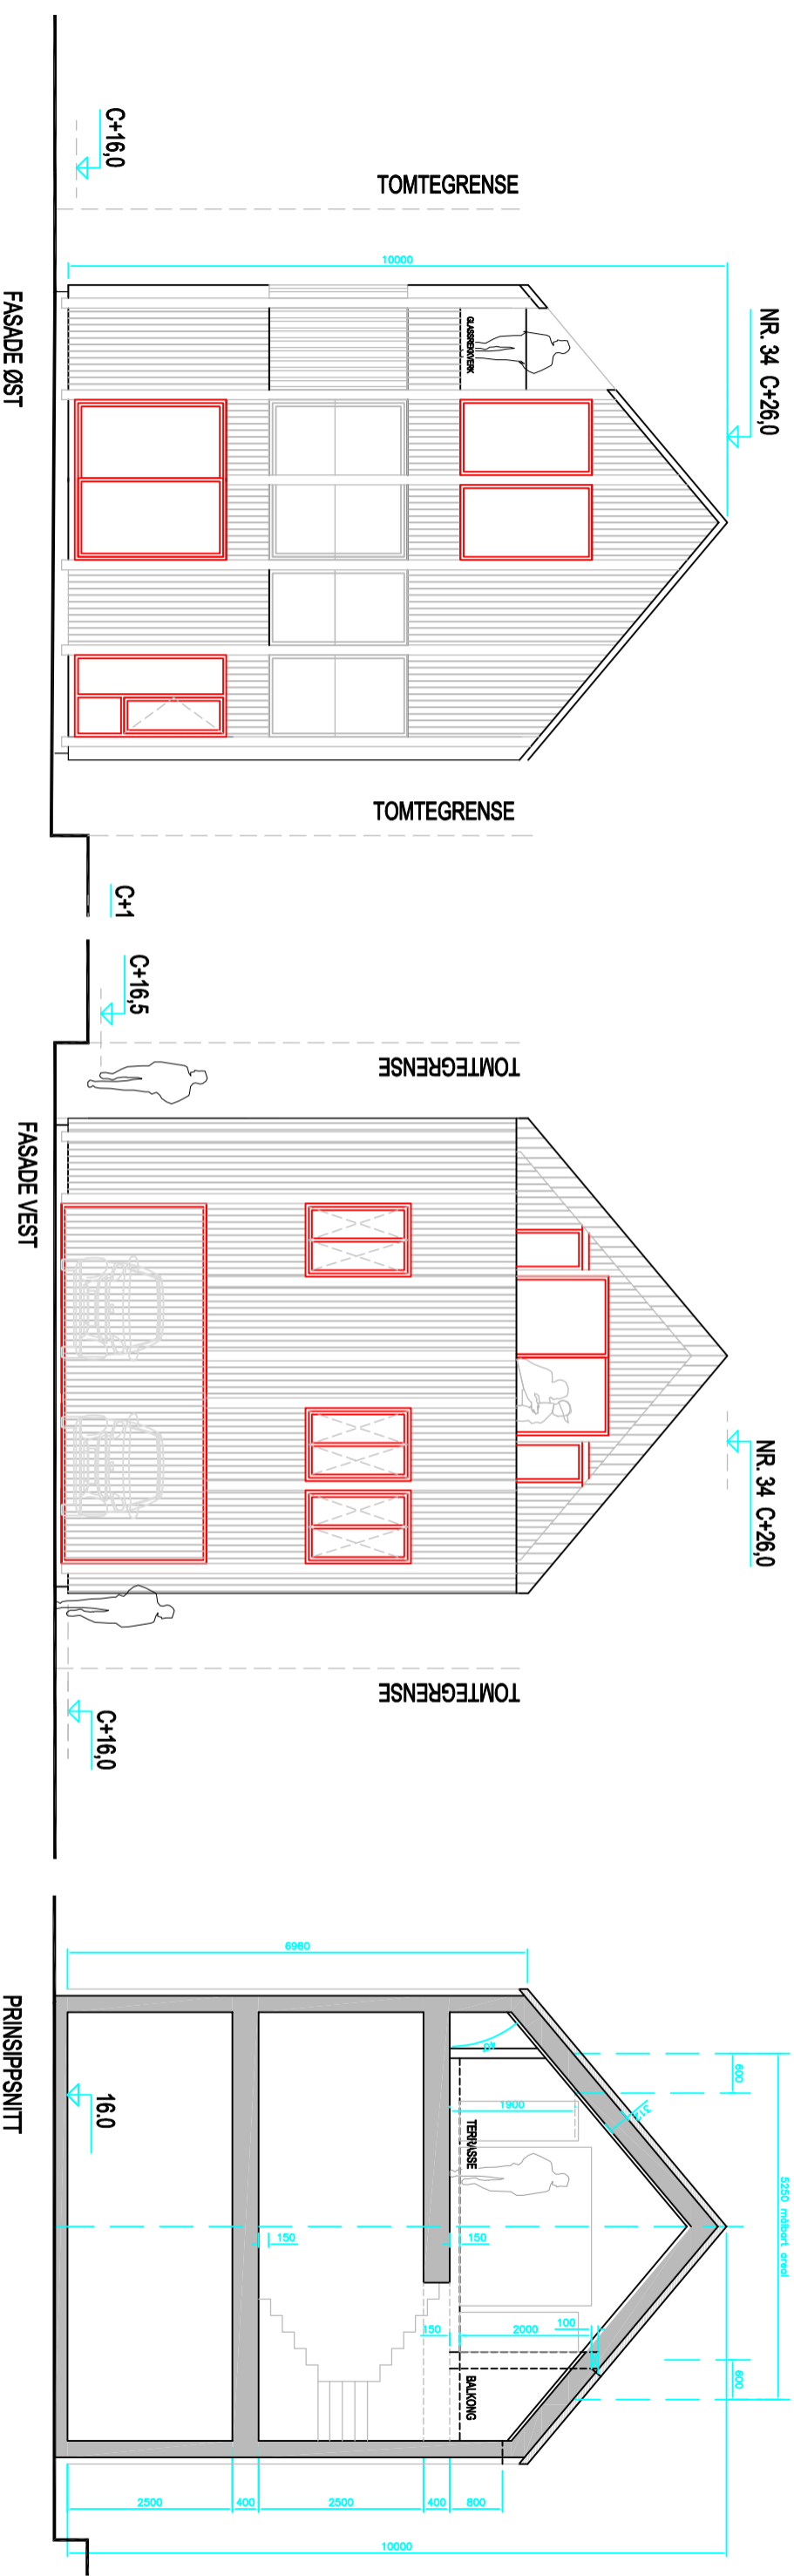 C+16,0
TOMTEGRENSE
10000
NR. 34 C+26,0
GLASSREKKVERK
FASADE ØST
TOMTEGRENSE
C+1
C+16,5
TOMTEGRENSE
FASADE VEST
NR. 34 C+26,0
TOMTEGRENSE
C+16,0
6980
600
1900
TERRASSE
5250 målbart areal
16.0
150
150
100
2000
150
600
BALKONG
2500
400
2500
400
800
10000
PRINSIPPSNITT